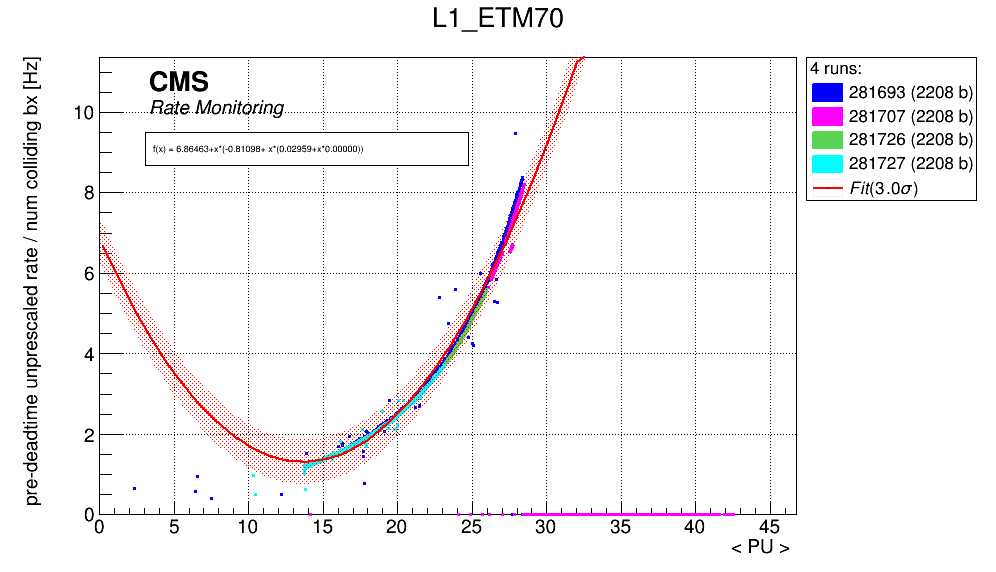 L1_ETM70
pre-deadtime unprescaled rate / num colliding bx [Hz]
CMS
Rate Monitoring
f(x) = 6.86463+x*(-0.81098+ x*(0.02959+x*0.00000))
10
8
6
4
2
0
0 5 10 15 20 25 30 35 40 45
< PU >
4 runs:
281693 (2208 b)
281707 (2208 b)
281726 (2208 b)
281727 (2208 b)
Fit(3.0σ)